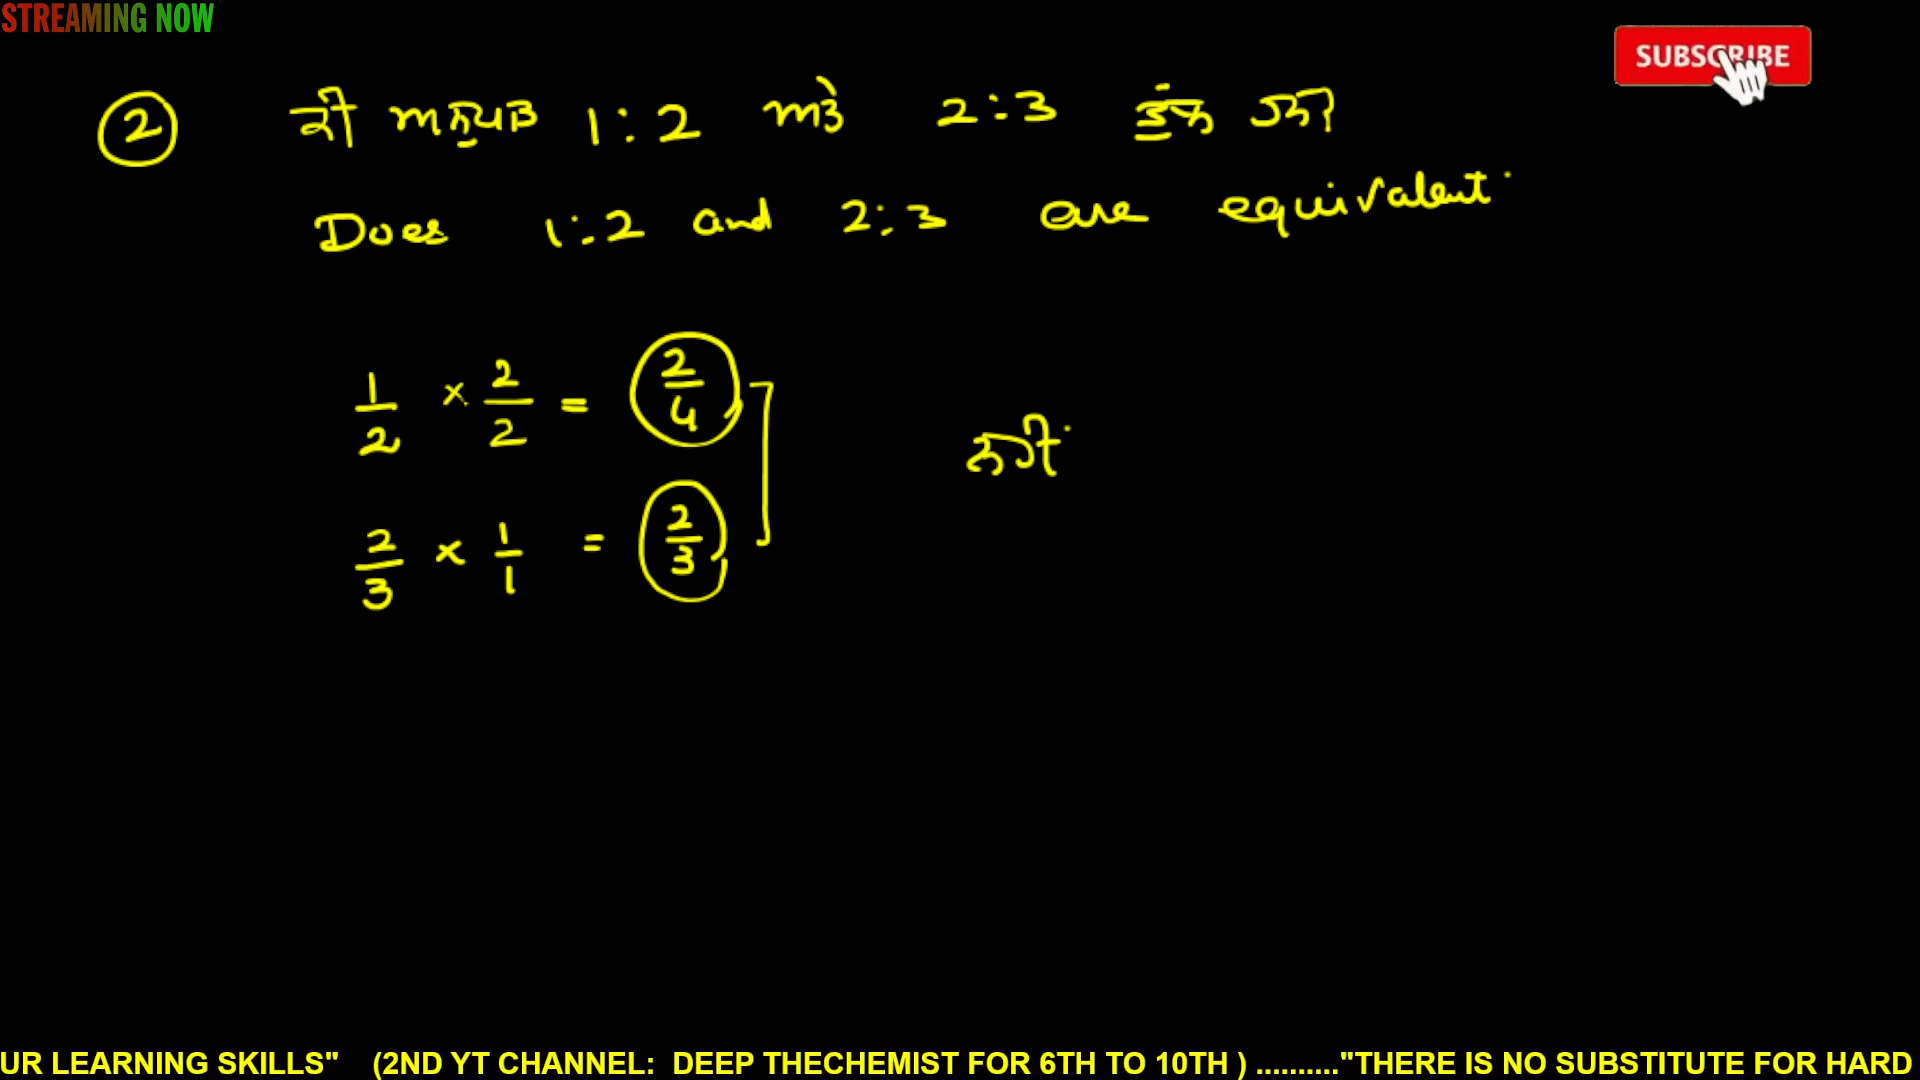 STREAMING NOW
SUBSCRIBE
2 ਕੀ ਅਨੁਪਾਤ 1:2 ਅਤੇ 2:3 ਤੁੱਲ ਹਨ?
Does 1:2 and 2:3 are equivalent.
1/2 × 2/2 = 2/4
ਨਹੀਂ
2/3 × 1/1 = 2/3
UR LEARNING SKILLS" (2ND YT CHANNEL: DEEP THECHEMIST FOR 6TH TO 10TH ) .........."THERE IS NO SUBSTITUTE FOR HARD